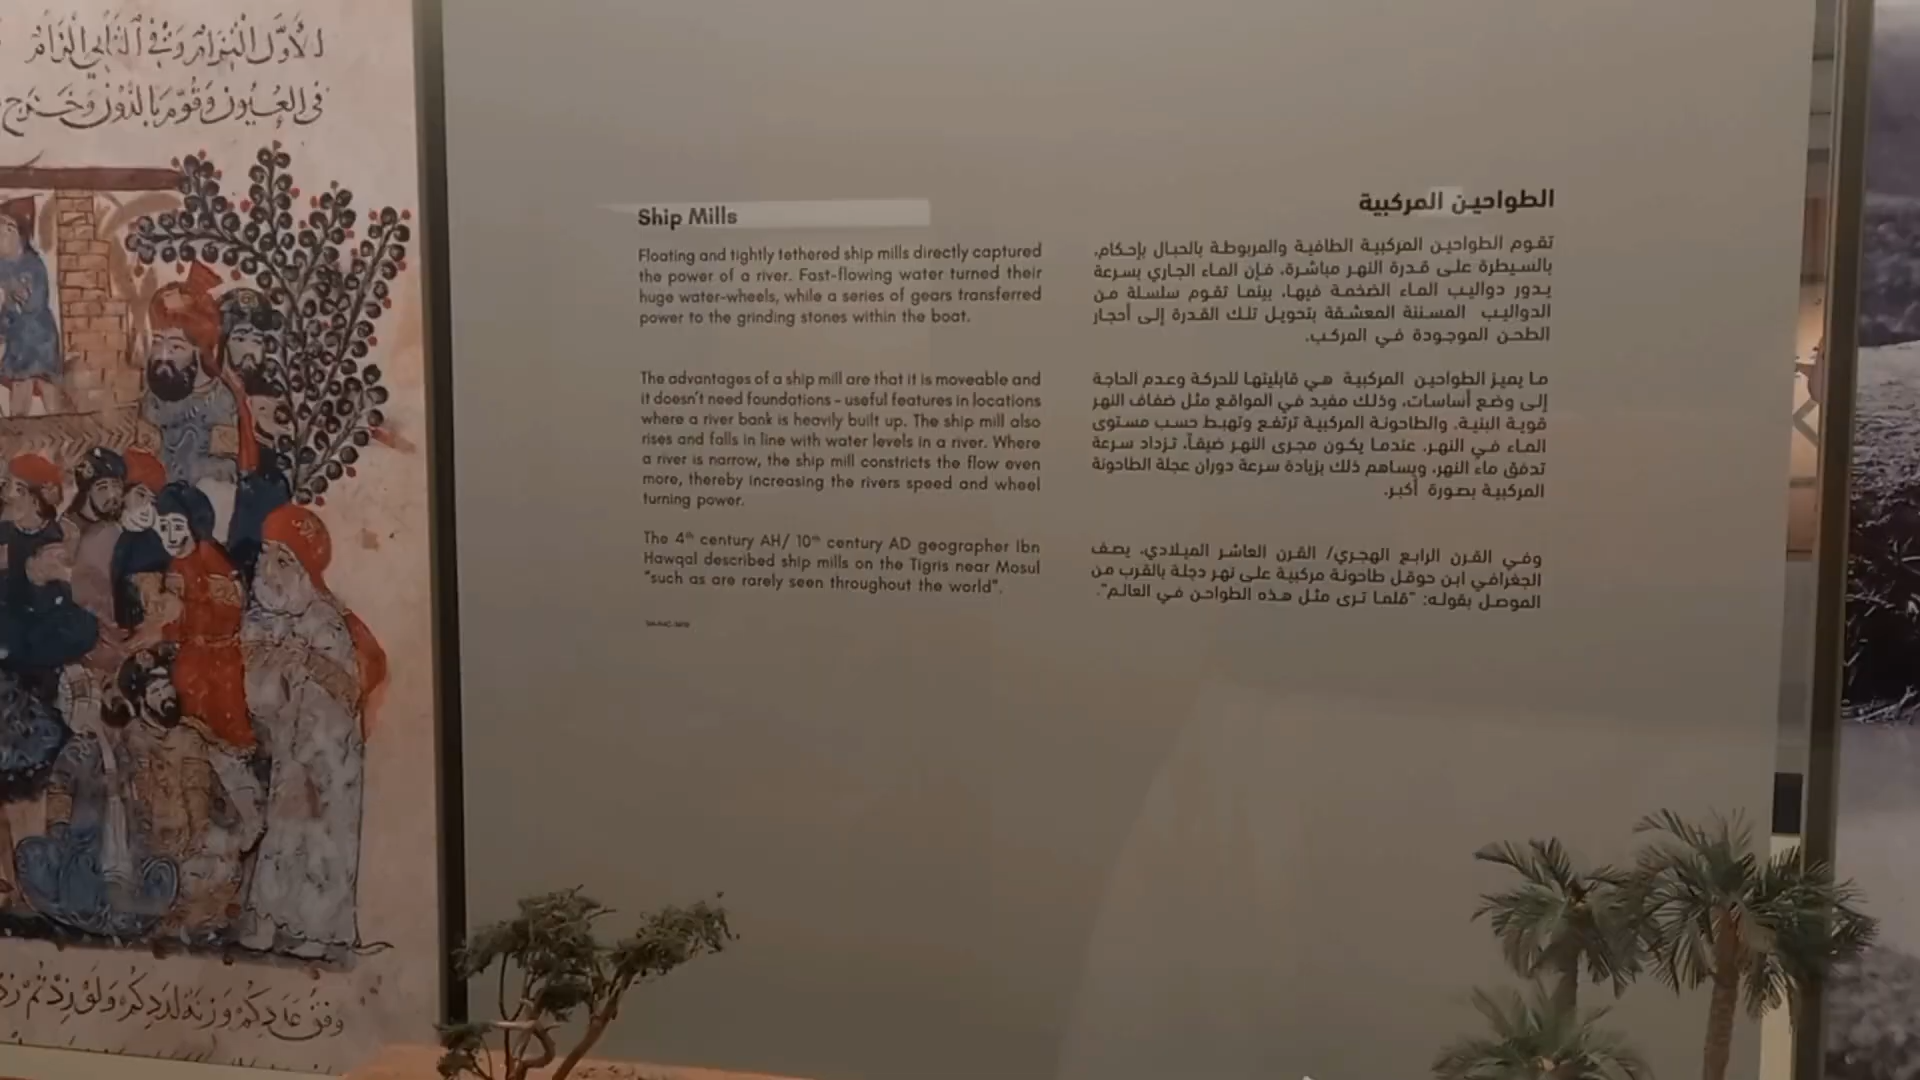 الأول البزام وفي الثاني الزام
في العيون وقوم بالدون وخرج
Ship Mills
Floating and tightly tethered ship mills directly captured
the power of a river. Fast-flowing water turned their
huge water-wheels, while a series of gears transferred
power to the grinding stones within the boat.
The advantages of a ship mill are that it is moveable and
it doesn't need foundations - useful features in locations
where a river bank is heavily built up. The ship mill also
rises and falls in line with water levels in a river. Where
a river is narrow, the ship mill constricts the flow even
more, thereby increasing the rivers speed and wheel
turning power.
The 4th century AH/ 10th century AD geographer Ibn
Hawqal described ship mills on the Tigris near Mosul
"such as are rarely seen throughout the world".
الطواحين المركبية
تقوم الطواحين المركبية الطافية والمربوطة بالحبال بإحكام،
بالسيطرة على قدرة النهر مباشرة، فإن الماء الجاري بسرعة
يدور دواليب الماء الضخمة فيها، بينما تقوم سلسلة من
الدواليب المسننة المعشقة بتحويل تلك القدرة إلى أحجار
الطحن الموجودة في المركب.
ما يميز الطواحين المركبية هي قابليتها للحركة وعدم الحاجة
إلى وضع أساسات، وذلك مفيد في المواقع مثل ضفاف النهر
قوية البنية، والطاحونة المركبية ترتفع وتهبط حسب مستوى
الماء في النهر، عندما يكون مجرى النهر ضيقاً، تزداد سرعة
تدفق ماء النهر، ويساهم ذلك بزيادة سرعة دوران عجلة الطاحونة
المركبية بصورة أكبر.
وفي القرن الرابع الهجري/ القرن العاشر الميلادي، يصف
الجغرافي ابن حوقل طاحونة مركبية على نهر دجلة بالقرب من
الموصل بقوله: "قلما ترى مثل هذه الطواحن في العالم".